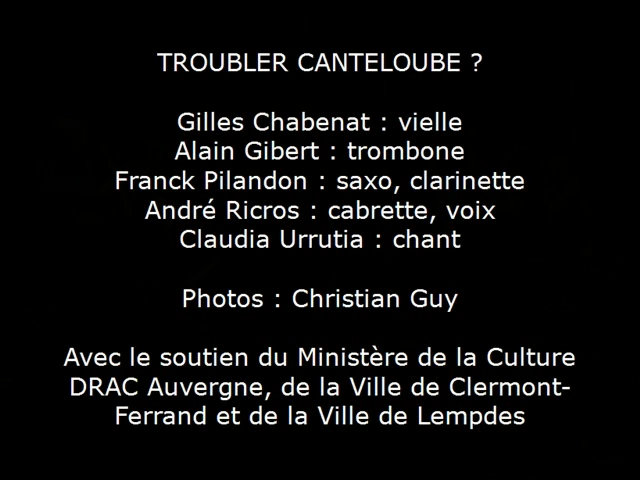 TROUBLER CANTELOUBE ?
Gilles Chabenat : vielle
Alain Gibert : trombone
Franck Pilandon : saxo, clarinette
André Ricros : cabrette, voix
Claudia Urrutia : chant
Photos : Christian Guy
Avec le soutien du Ministère de la Culture
DRAC Auvergne, de la Ville de Clermont-
Ferrand et de la Ville de Lempdes